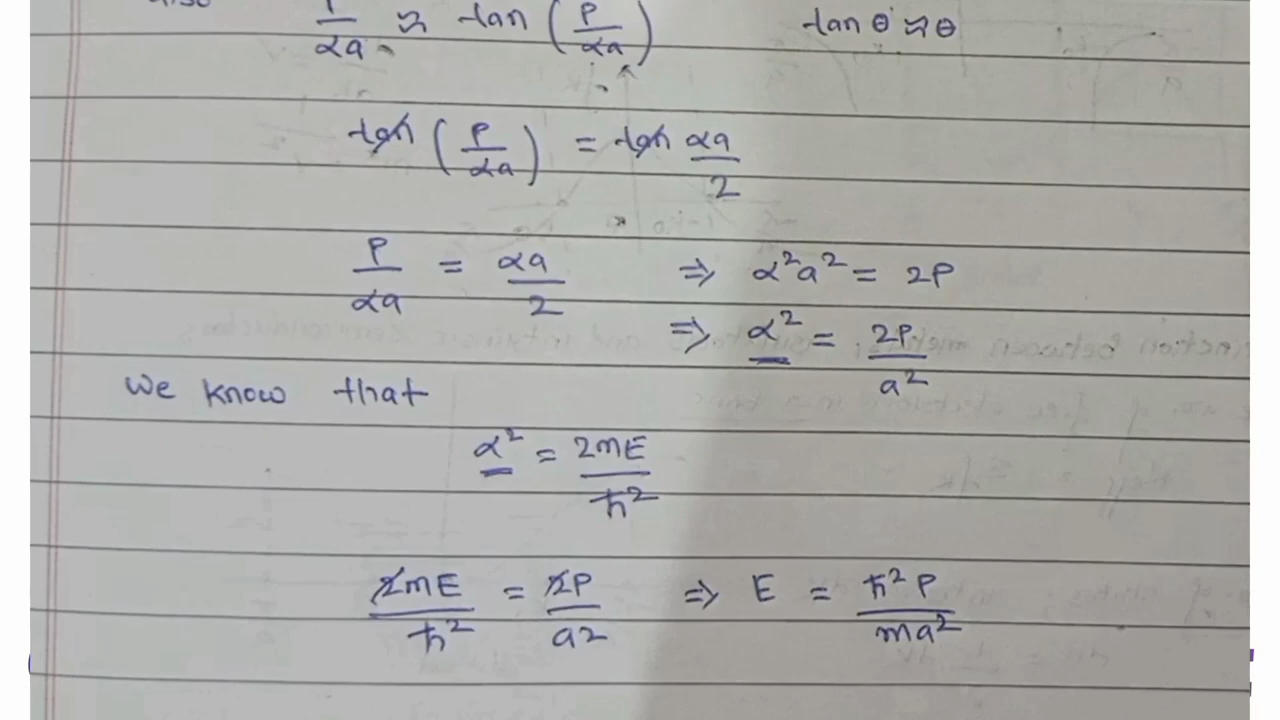 also P/αa ≈ tan (P/αa) tan θ ≈ θ
tan (P/αa) = tan αa/2
P/αa = αa/2 ⇒ α²a² = 2P
⇒ α² = 2P/a²
We know that
α² = 2mE/ħ²
2mE/ħ² = 2P/a2 ⇒ E = ħ²P/ma²